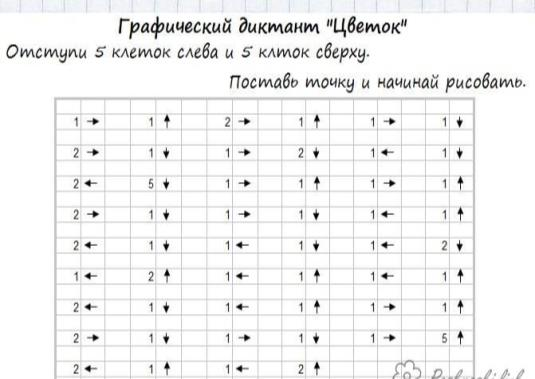 Графический диктант "Цветок"
Отступи 5 клеток слева и 5 клток сверху.
Поставь точку и начинай рисовать.
1 → 1 ↑ 2 → 1 ↑ 1 → 1 ↓
2 → 1 ↓ 1 → 2 ↓ 1 ← 1 ↓
2 ← 5 ↓ 1 → 1 ↑ 1 → 1 ↑
2 → 1 ↓ 1 → 1 ↓ 1 ← 1 ↑
2 ← 1 ↓ 1 ← 1 ↓ 1 ← 2 ↓
1 ← 2 ↑ 1 ← 1 ↑ 1 ← 1 ↑
2 ← 1 ↓ 1 ← 1 ↑ 1 → 1 ↑
2 → 1 ↓ 1 → 1 ↓ 1 → 5 ↑
2 ← 1 ↑ 1 ← 2 ↑